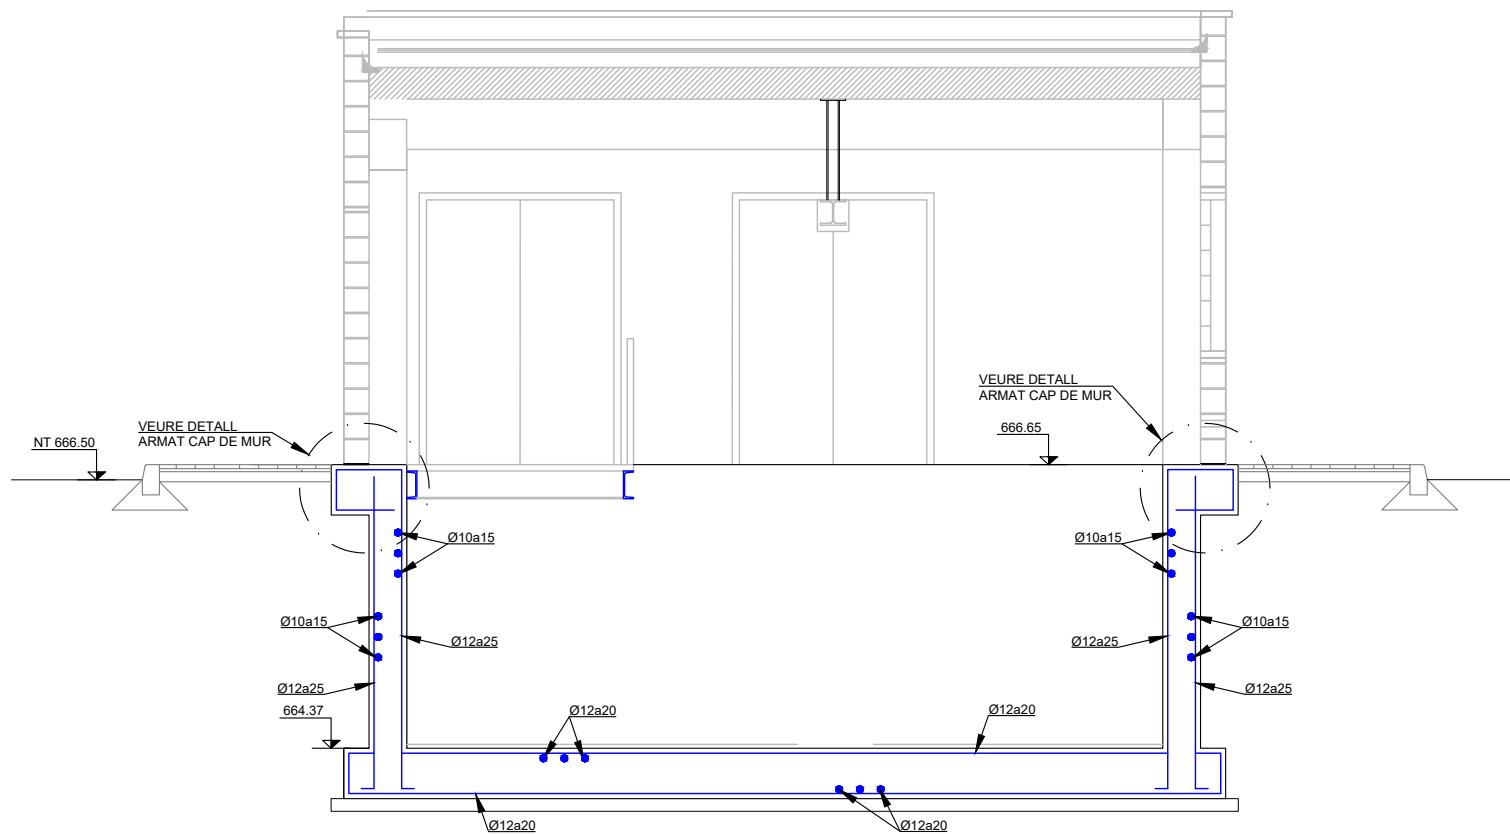 VEURE DETALL
ARMAT CAP DE MUR
VEURE DETALL
ARMAT CAP DE MUR
NT 666.50
666.65
Ø10a15
Ø10a15
Ø10a15
Ø10a15
Ø12a25
Ø12a25
Ø12a25
Ø12a25
664.37
Ø12a20
Ø12a20
Ø12a20
Ø12a20